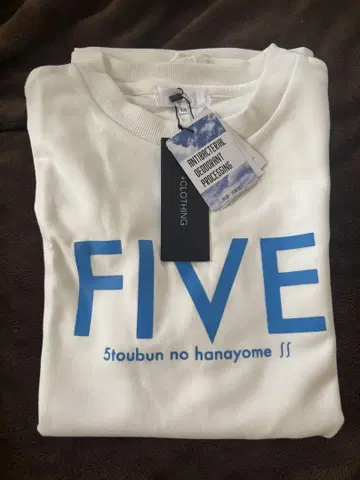 ANTIBACTERIAL
DEODORANT
PROCESSING
+CLOTHING
FIVE
5toubun no hanayome ∬